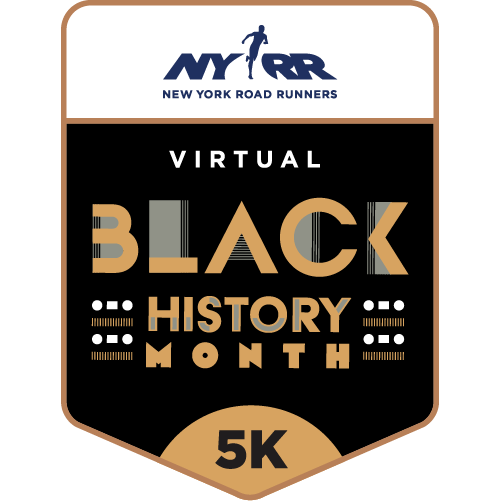 NYRR
NEW YORK ROAD RUNNERS
VIRTUAL
BLACK
HISTORY
MONTH
5K